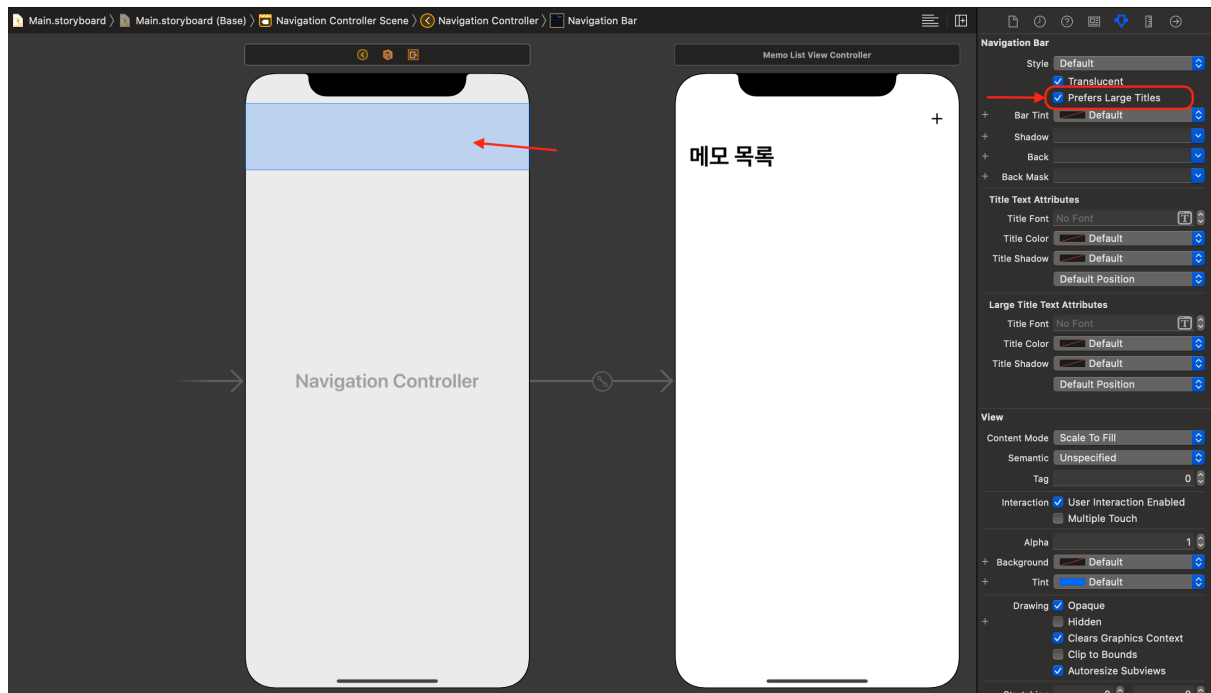 Main.storyboard 〉 Main.storyboard (Base) 〉 Navigation Controller Scene 〉 Navigation Controller 〉 Navigation Bar
Memo List View Controller
+
메모 목록
Navigation Controller
Navigation Bar
Style Default
Translucent
Prefers Large Titles
+ Bar Tint Default
+ Shadow
+ Back
+ Back Mask
Title Text Attributes
Title Font No Font
Title Color Default
Title Shadow Default
Default Position
Large Title Text Attributes
Title Font No Font
Title Color Default
Title Shadow Default
Default Position
View
Content Mode Scale To Fill
Semantic Unspecified
Tag 0
Interaction User Interaction Enabled
Multiple Touch
Alpha 1
+ Background Default
+ Tint Default
Drawing Opaque
+ Hidden
Clears Graphics Context
Clip to Bounds
Autoresize Subviews